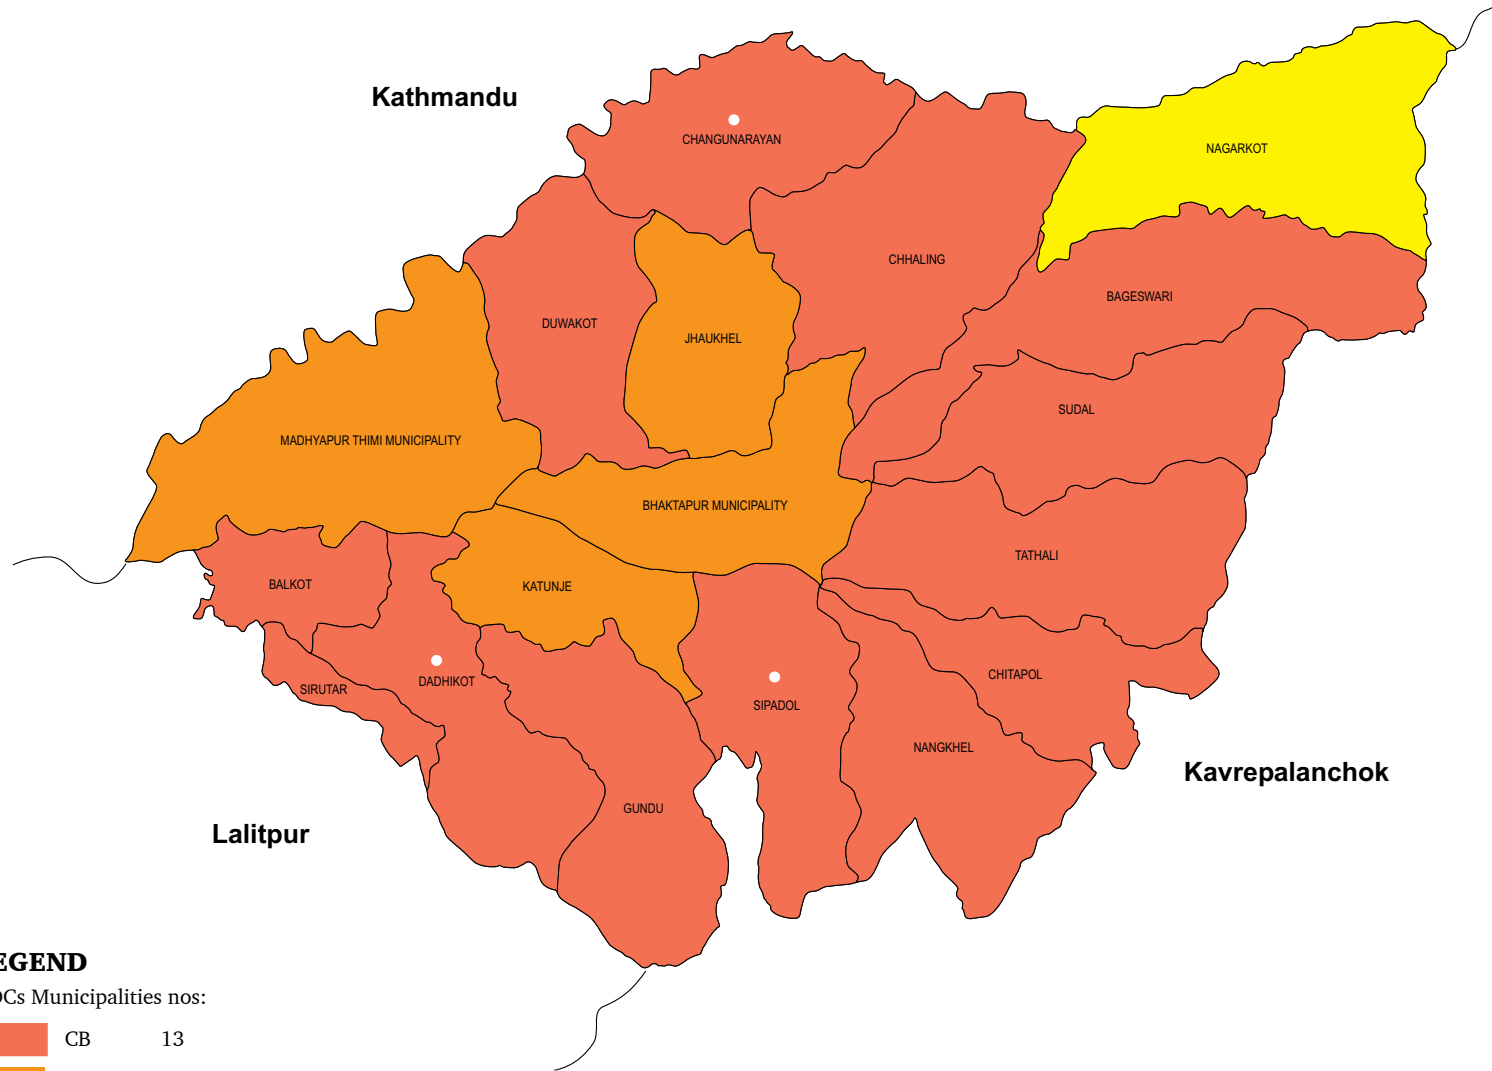 Kathmandu
CHANGUNARAYAN
NAGARKOT
CHHALING
BAGESWARI
DUWAKOT
JHAUKHEL
SUDAL
MADHYAPUR THIMI MUNICIPALITY
BHAKTAPUR MUNICIPALITY
TATHALI
BALKOT
KATUNJE
CHITAPOL
DADHIKOT
SIRUTAR
SIPADOL
NANGKHEL
Kavrepalanchok
GUNDU
Lalitpur
EGEND
Cs Municipalities nos:
CB 13